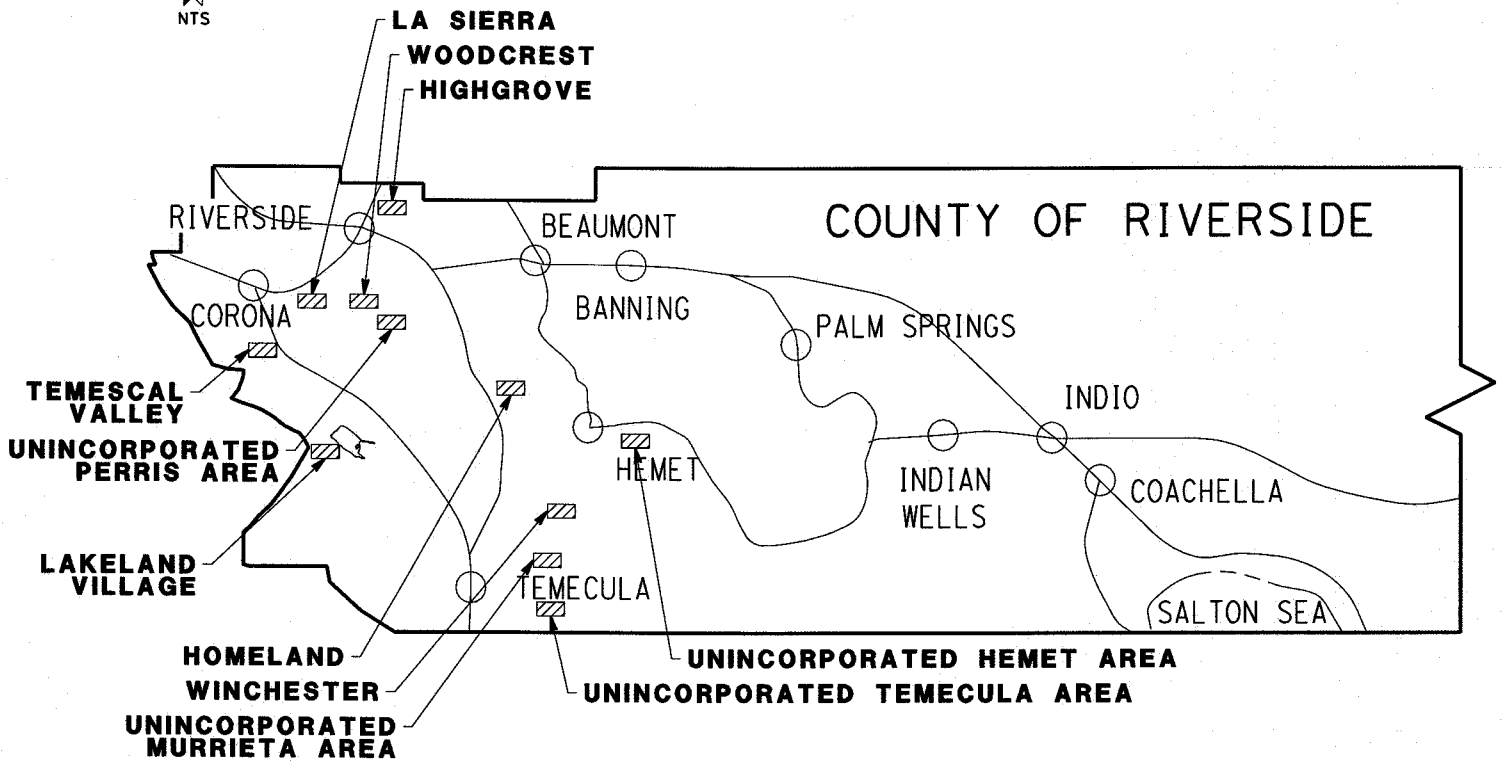 NTS
LA SIERRA
WOODCREST
HIGHGROVE
RIVERSIDE
BEAUMONT
COUNTY OF RIVERSIDE
CORONA
BANNING
PALM SPRINGS
TEMESCAL
VALLEY
INDIO
UNINCORPORATED
PERRIS AREA
HEMET
INDIAN
WELLS
COACHELLA
LAKELAND
VILLAGE
TEMECULA
SALTON SEA
HOMELAND
UNINCORPORATED HEMET AREA
WINCHESTER
UNINCORPORATED TEMECULA AREA
UNINCORPORATED
MURRIETA AREA